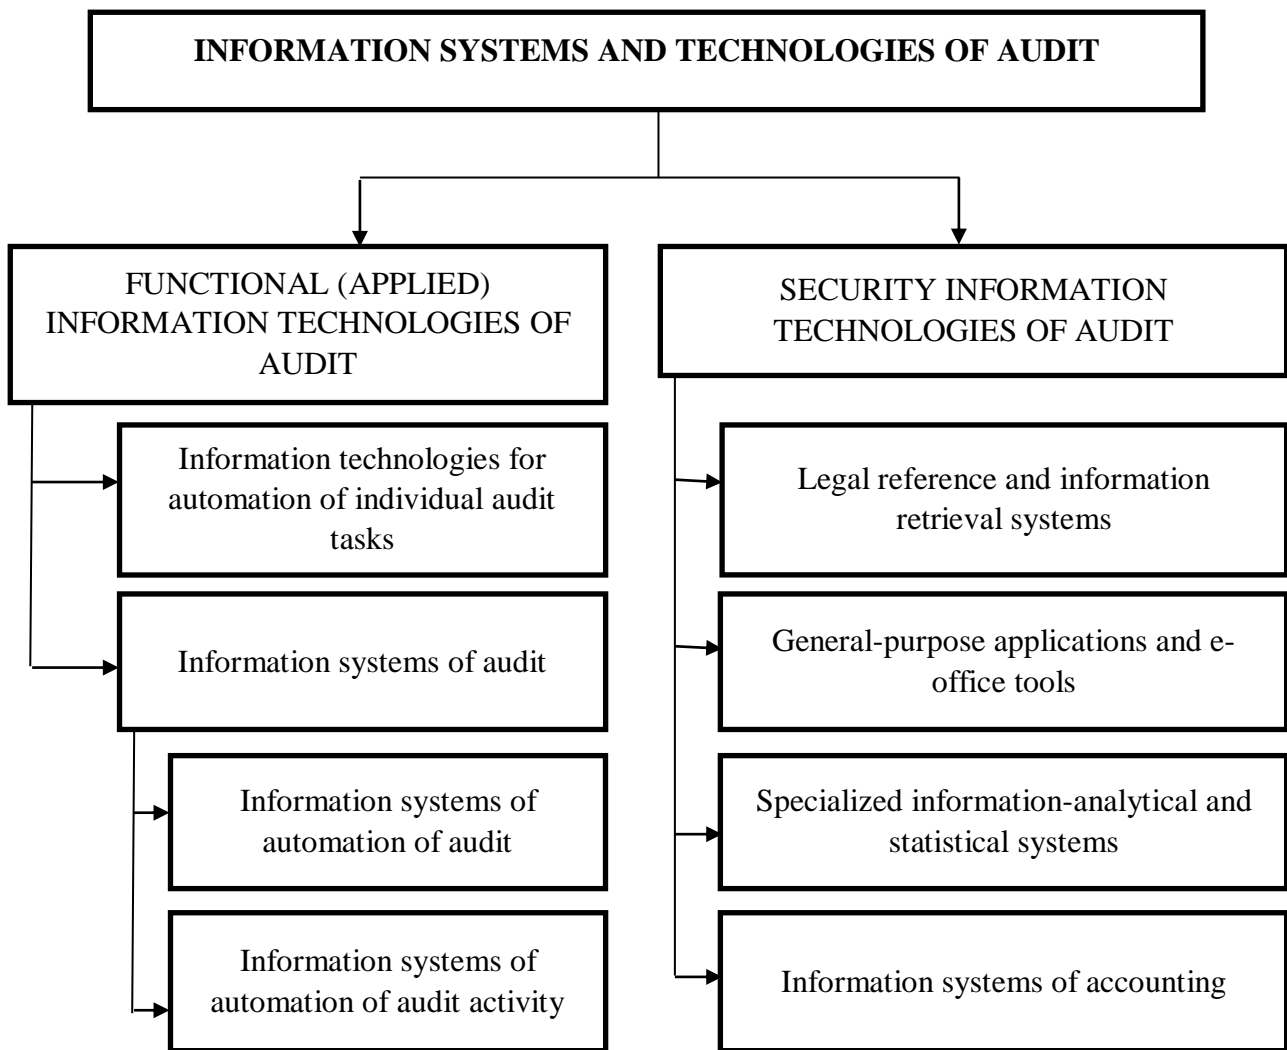 INFORMATION SYSTEMS AND TECHNOLOGIES OF AUDIT
FUNCTIONAL (APPLIED)
INFORMATION TECHNOLOGIES OF
AUDIT
Information technologies for
automation of individual audit
tasks
Information systems of audit
Information systems of
automation of audit
Information systems of
automation of audit activity
SECURITY INFORMATION
TECHNOLOGIES OF AUDIT
Legal reference and information
retrieval systems
General-purpose applications and e-
office tools
Specialized information-analytical and
statistical systems
Information systems of accounting